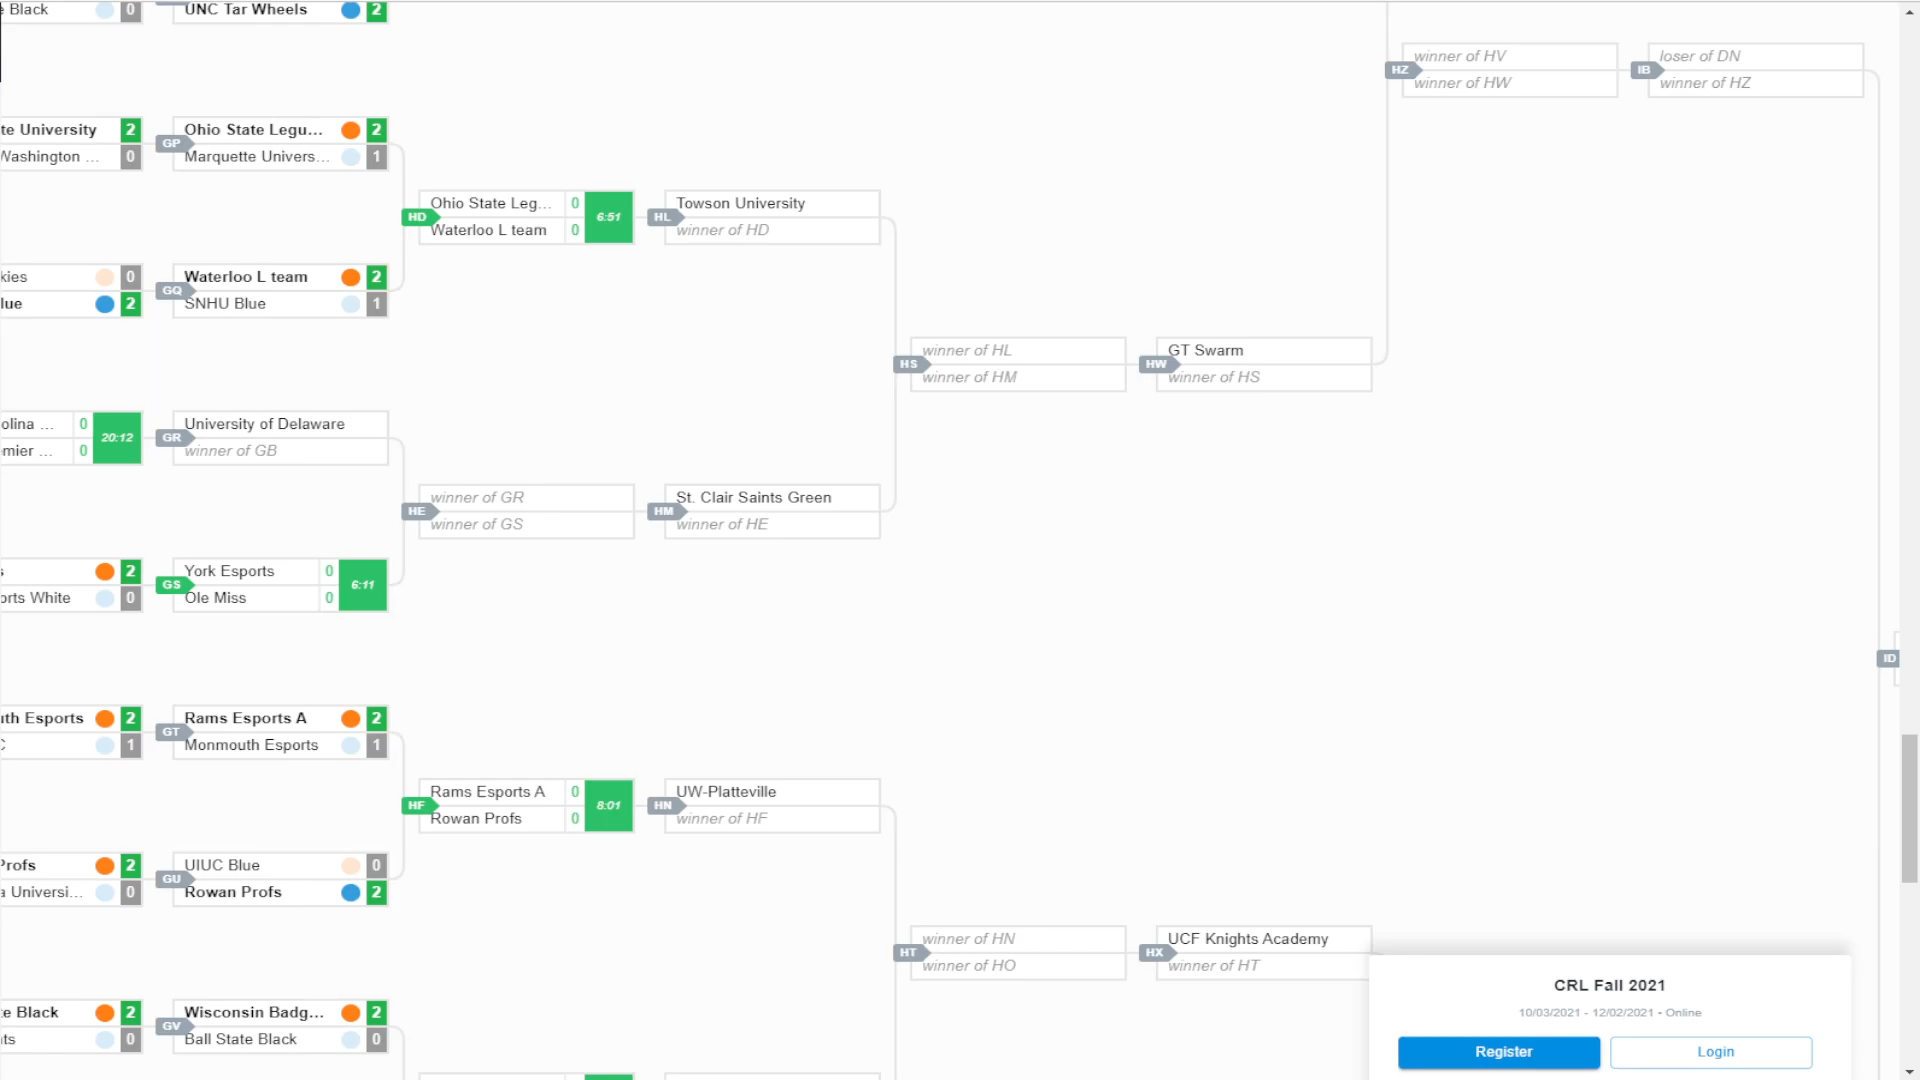 Black 0
UNC Tar Wheels 2
te University 2
Washington ... 0
GP
Ohio State Legu... 2
Marquette Univers... 1
HD
Ohio State Leg... 0
Waterloo L team 0
6:51
HL
Towson University
winner of HD
kies 0
lue 2
GQ
Waterloo L team 2
SNHU Blue 1
olina ... 0
mier ... 0
20:12
GR
University of Delaware
winner of GB
HE
winner of GR
winner of GS
HM
St. Clair Saints Green
winner of HE
s 2
orts White 0
GS
York Esports 0
Ole Miss 0
6:11
HS
winner of HL
winner of HM
HW
GT Swarm
winner of HS
HZ
winner of HV
winner of HW
IB
loser of DN
winner of HZ
ID
uth Esports 2
C 1
GT
Rams Esports A 2
Monmouth Esports 1
HF
Rams Esports A 0
Rowan Profs 0
8:01
HN
UW-Platteville
winner of HF
Profs 2
a Universi... 0
GU
UIUC Blue 0
Rowan Profs 2
HT
winner of HN
winner of HO
HX
UCF Knights Academy
winner of HT
te Black 2
ts 0
GV
Wisconsin Badg... 2
Ball State Black 0
CRL Fall 2021
10/03/2021 - 12/02/2021 • Online
Register
Login